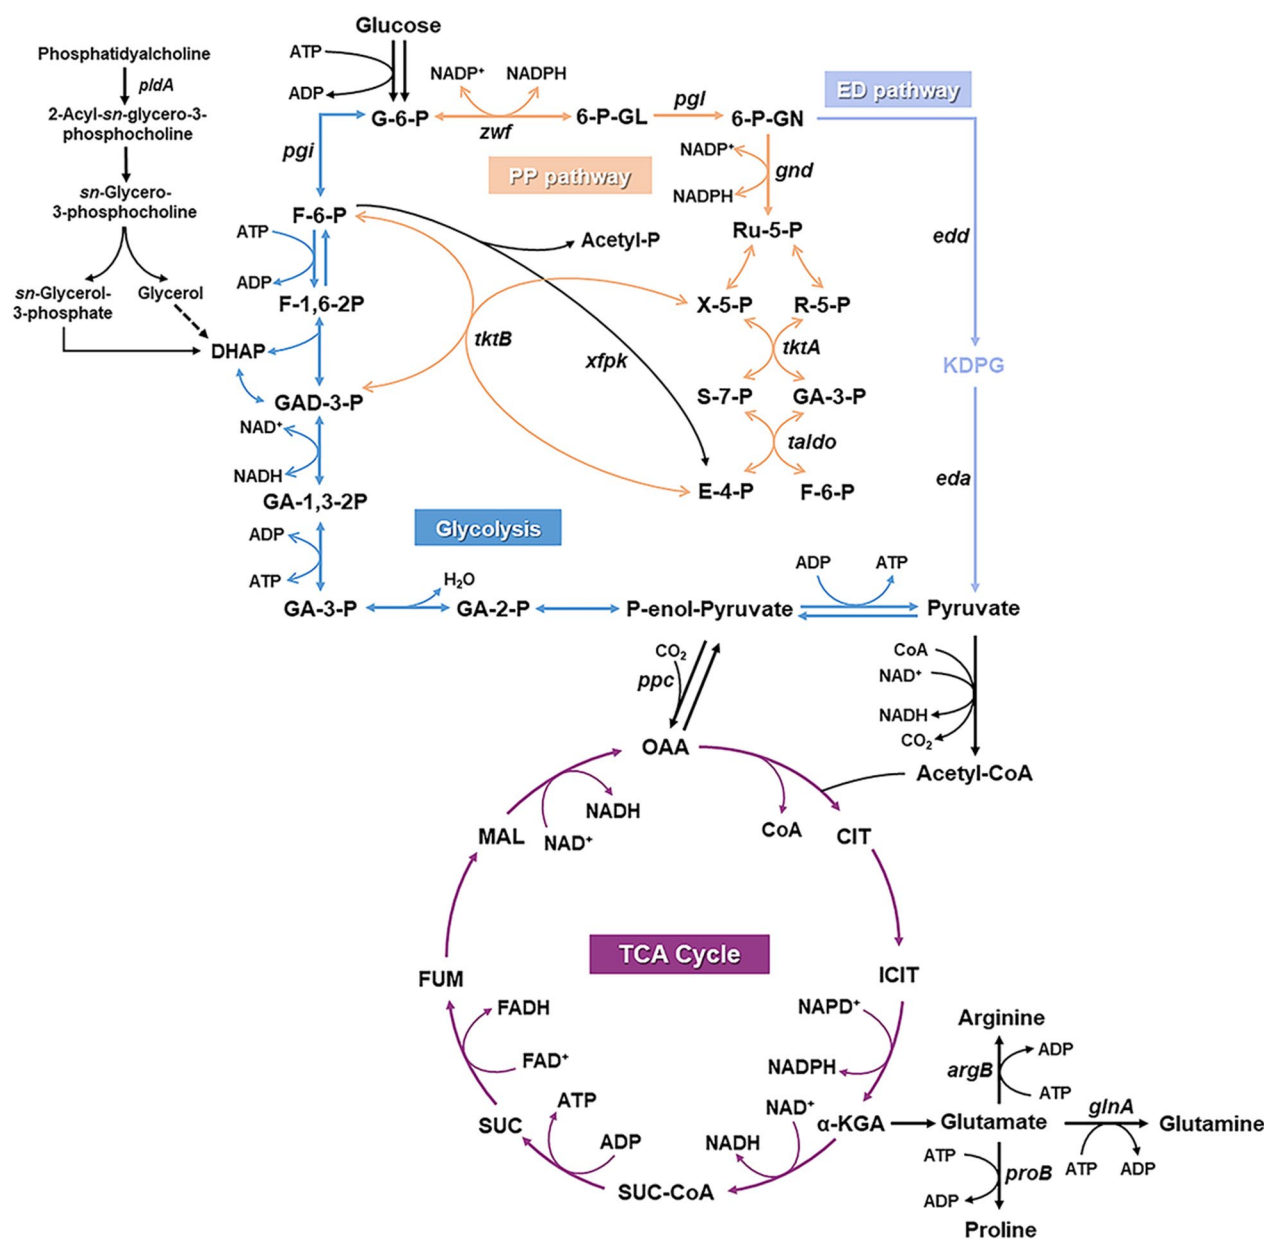 Glucose
Phosphatidyalcholine
ATP
pldA
ADP
NADP⁺
NADPH
ED pathway
2-Acyl-sn-glycero-3-
phosphocholine
G-6-P
zwf
6-P-GL
pgl
6-P-GN
pgi
PP pathway
NADP⁺
gnd
NADPH
sn-Glycero-
3-phosphocholine
F-6-P
ATP
ADP
Acetyl-P
Ru-5-P
edd
sn-Glycerol-
3-phosphate
Glycerol
F-1,6-2P
X-5-P
R-5-P
DHAP
tktB
xfpk
tktA
KDPG
GAD-3-P
S-7-P
GA-3-P
NAD⁺
NADH
taldo
GA-1,3-2P
E-4-P
F-6-P
eda
Glycolysis
ADP
ATP
H₂O
ADP
ATP
GA-3-P
GA-2-P
P-enol-Pyruvate
Pyruvate
CO₂
ppc
CoA
NAD⁺
NADH
CO₂
OAA
Acetyl-CoA
NADH
NAD⁺
MAL
CoA
CIT
TCA Cycle
FUM
ICIT
FADH
FAD⁺
NAPD⁺
NADPH
Arginine
argB
ADP
ATP
SUC
ATP
ADP
NAD⁺
NADH
α-KGA
Glutamate
glnA
Glutamine
SUC-CoA
ATP
ADP
proB
ATP
ADP
Proline